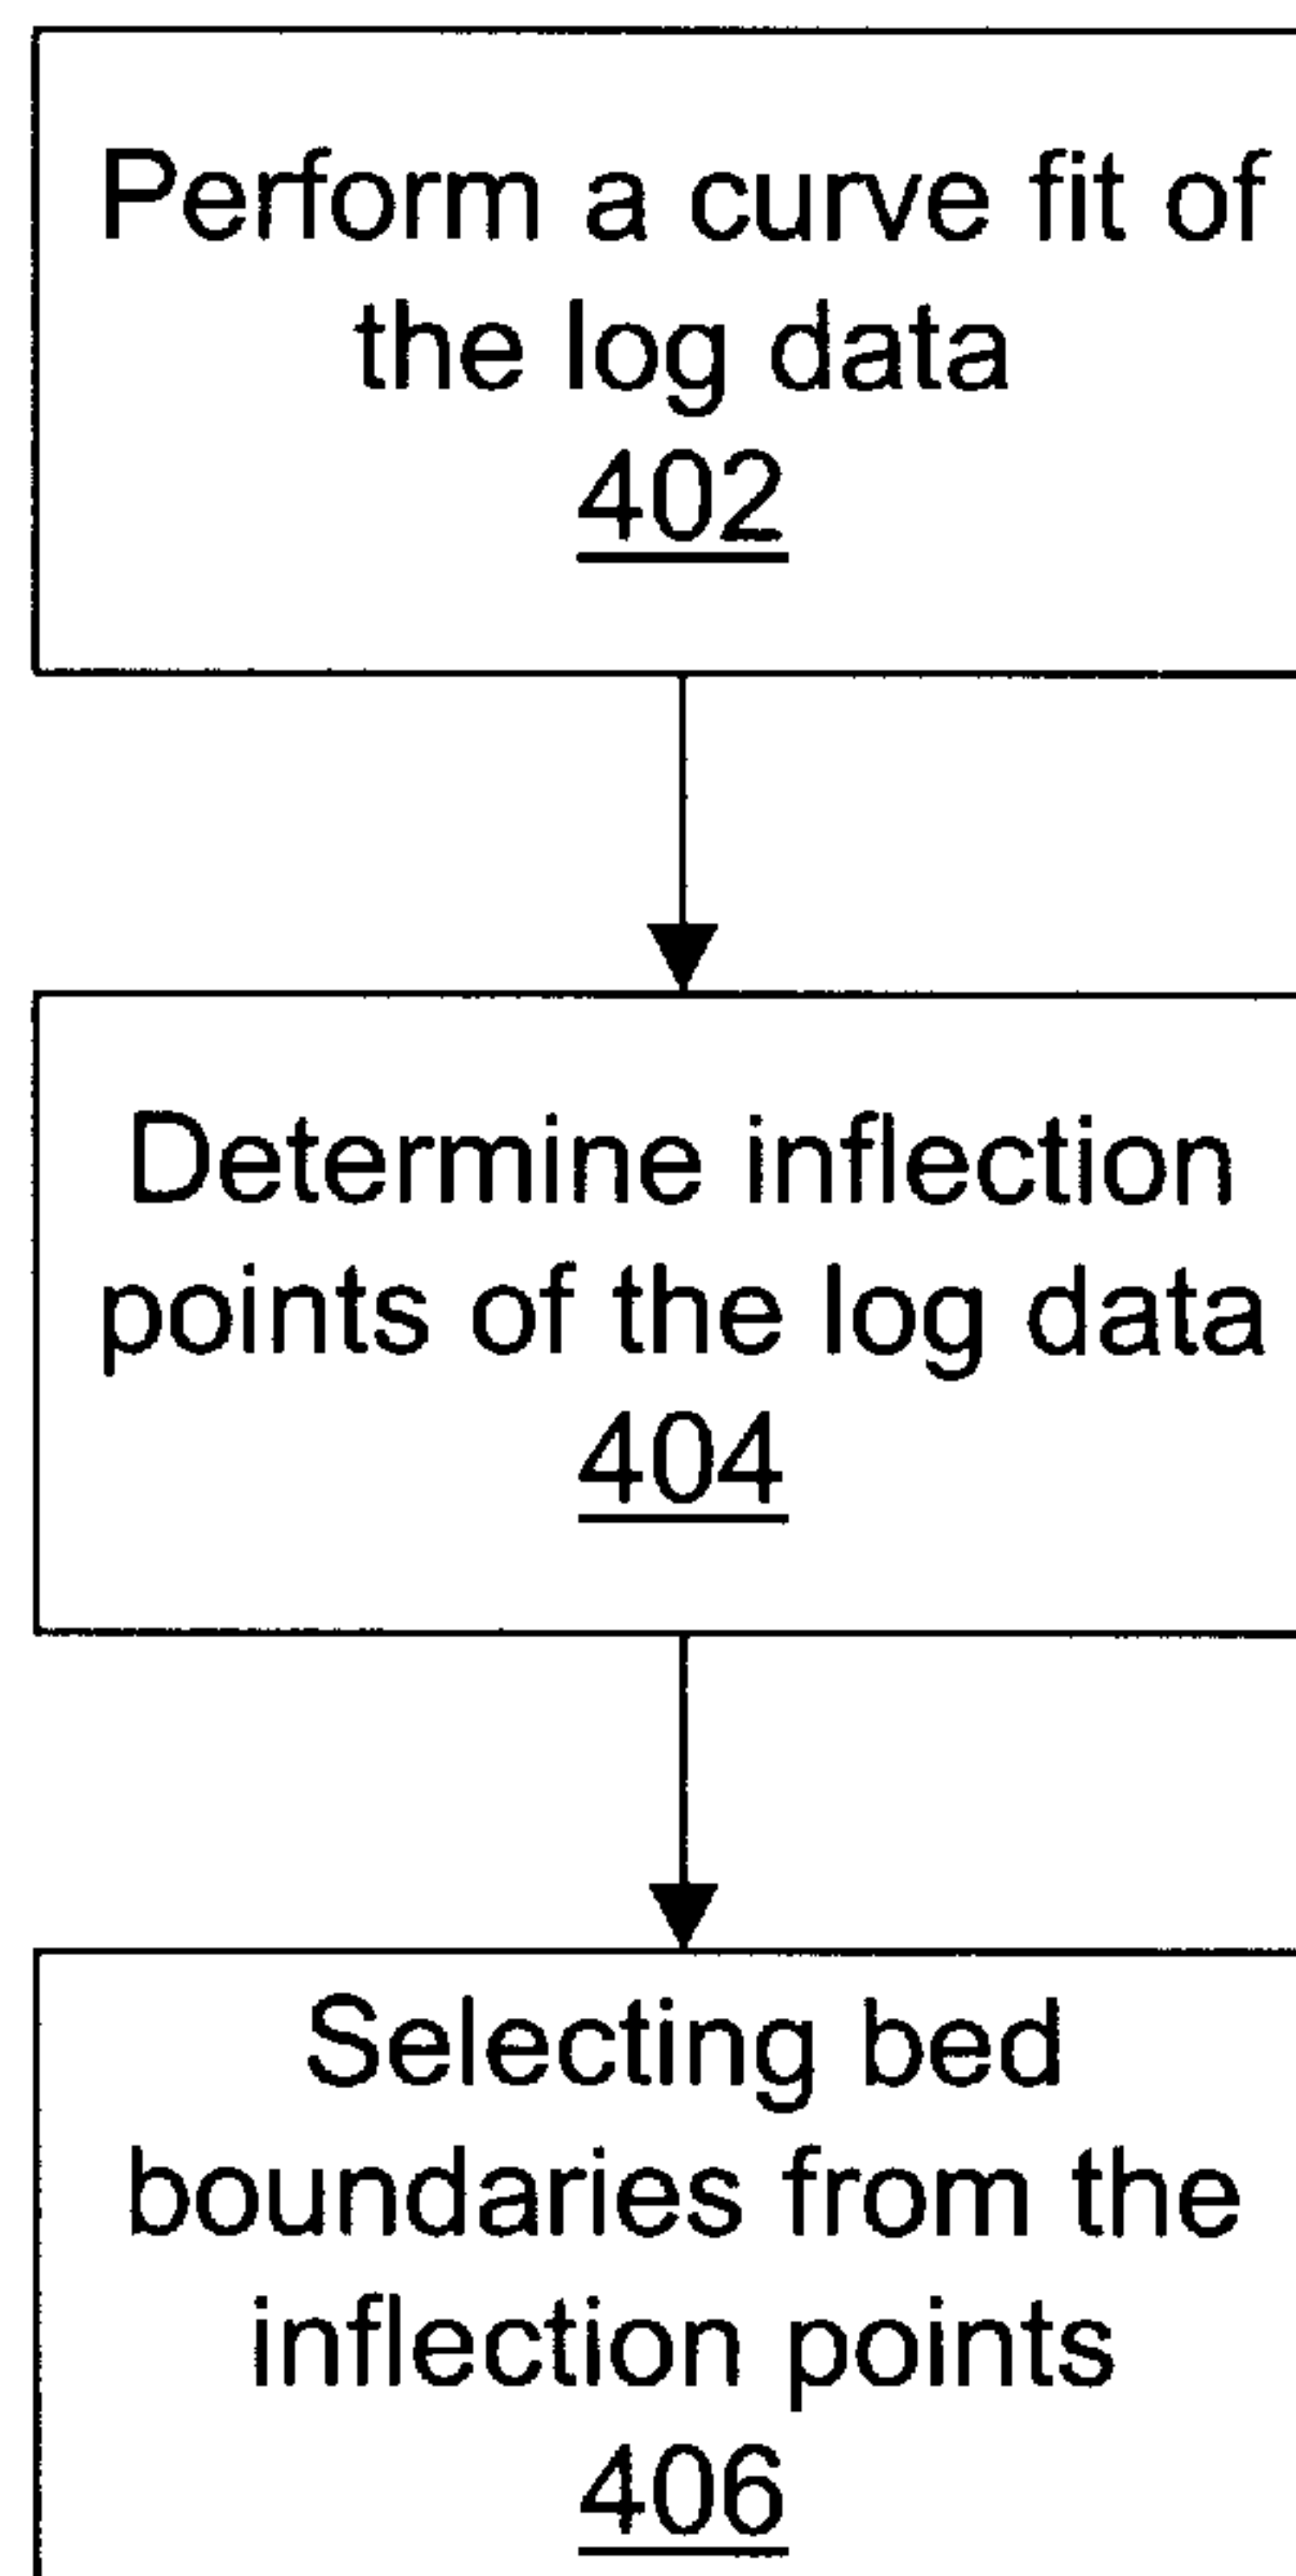 Perform a curve fit of
the log data
402
Determine inflection
points of the log data
404
Selecting bed
boundaries from the
inflection points
406